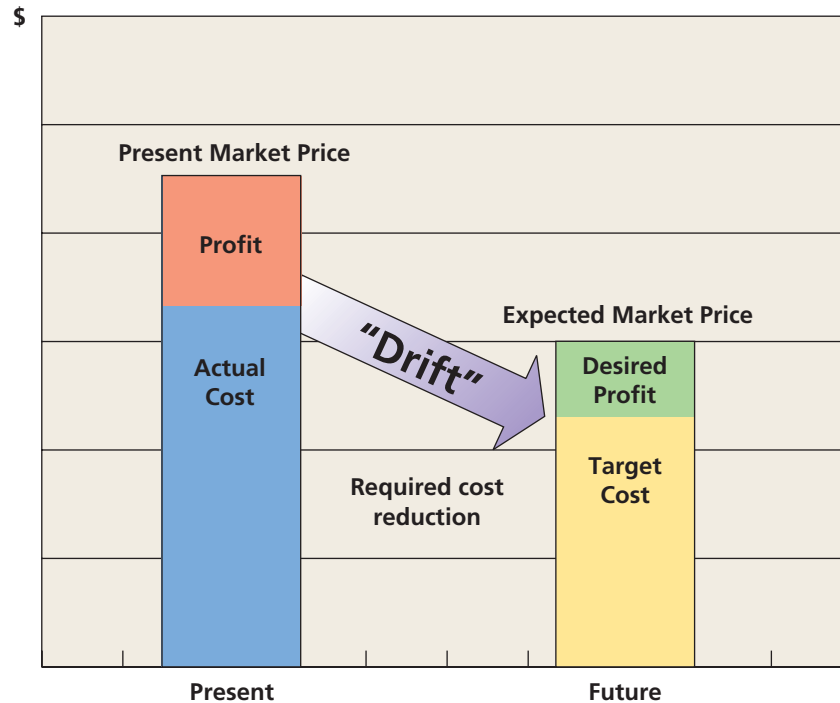 $
Present Market Price
Profit
Actual
Cost
"Drift"
Required cost
reduction
Expected Market Price
Desired
Profit
Target
Cost
Present
Future